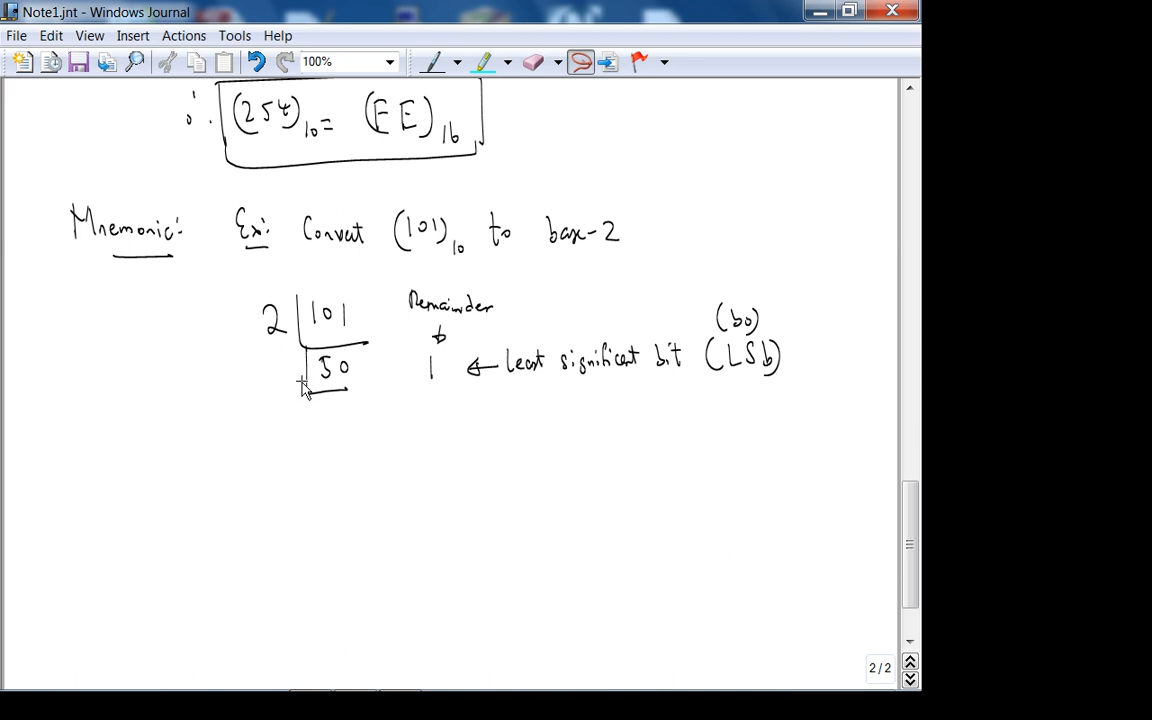 Note1.jnt - Windows Journal
File Edit View Insert Actions Tools Help
100%
∴ (254)₁₀ = (FE)₁₆
Mnemonic: Ex: Convert (101)₁₀ to base-2
Remainder
2 101 (b0)
50 1 ← least significant bit (LSb)
2/2